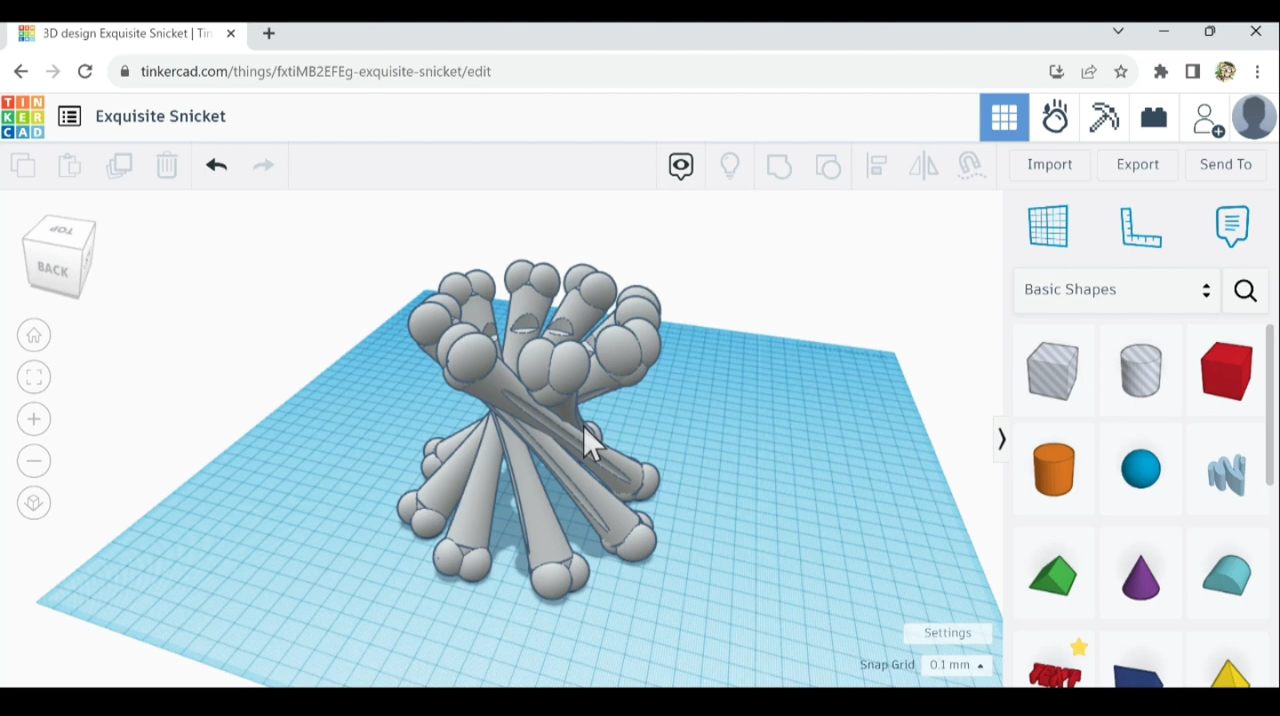 3D design Exquisite Snicket | Tin
tinkercad.com/things/fxtiMB2EFEg-exquisite-snicket/edit
TIN
KER
CAD
Exquisite Snicket
Import
Export
Send To
TOP
BACK
Basic Shapes
TEXT
Settings
Snap Grid
0.1 mm